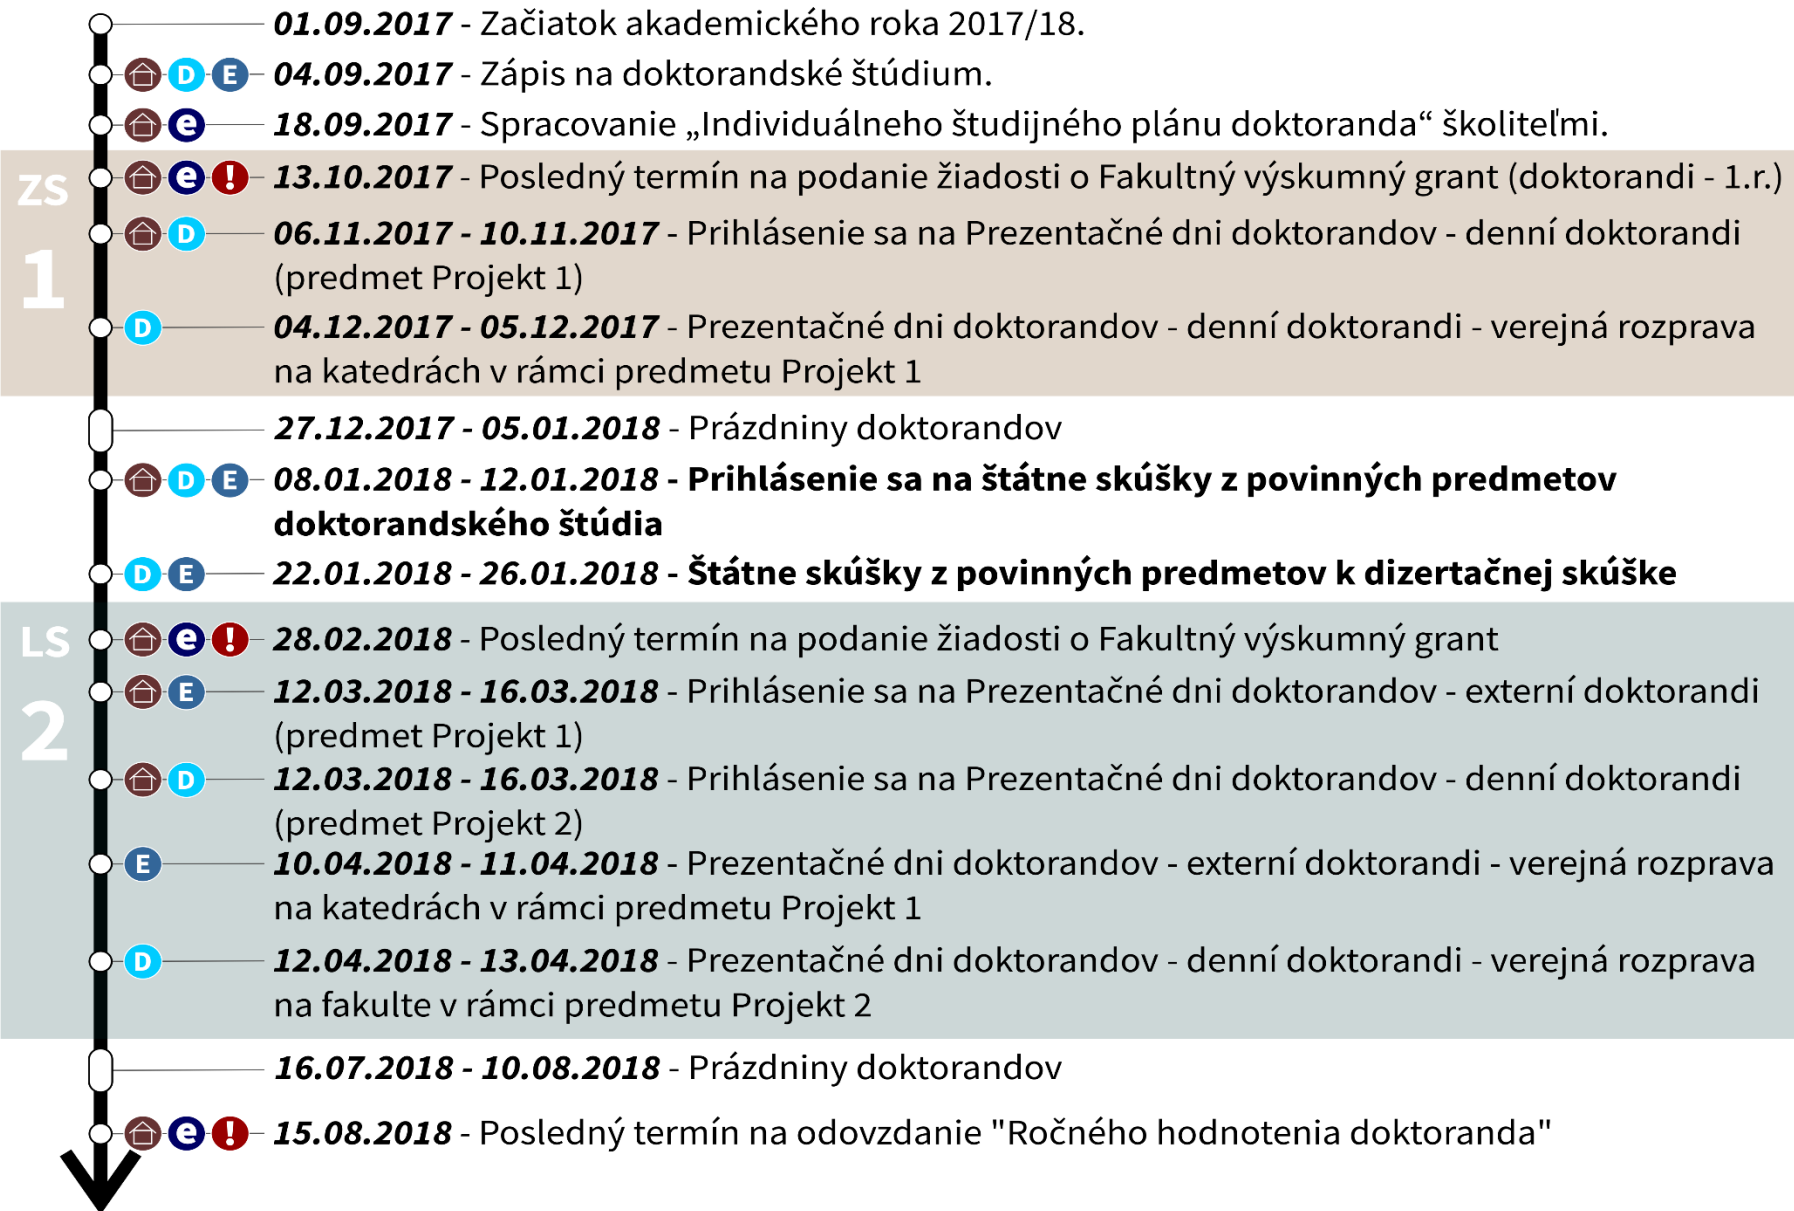 01.09.2017 - Začiatok akademického roka 2017/18.
D E 04.09.2017 - Zápis na doktorandské štúdium.
e 18.09.2017 - Spracovanie „Individuálneho študijného plánu doktoranda“ školiteľmi.
ZS
1
e ! 13.10.2017 - Posledný termín na podanie žiadosti o Fakultný výskumný grant (doktorandi - 1.r.)
D 06.11.2017 - 10.11.2017 - Prihlásenie sa na Prezentačné dni doktorandov - denní doktorandi
(predmet Projekt 1)
D 04.12.2017 - 05.12.2017 - Prezentačné dni doktorandov - denní doktorandi - verejná rozprava
na katedrách v rámci predmetu Projekt 1
27.12.2017 - 05.01.2018 - Prázdniny doktorandov
D E 08.01.2018 - 12.01.2018 - Prihlásenie sa na štátne skúšky z povinných predmetov
doktorandského štúdia
D E 22.01.2018 - 26.01.2018 - Štátne skúšky z povinných predmetov k dizertačnej skúške
LS
2
e ! 28.02.2018 - Posledný termín na podanie žiadosti o Fakultný výskumný grant
E 12.03.2018 - 16.03.2018 - Prihlásenie sa na Prezentačné dni doktorandov - externí doktorandi
(predmet Projekt 1)
D 12.03.2018 - 16.03.2018 - Prihlásenie sa na Prezentačné dni doktorandov - denní doktorandi
(predmet Projekt 2)
E 10.04.2018 - 11.04.2018 - Prezentačné dni doktorandov - externí doktorandi - verejná rozprava
na katedrách v rámci predmetu Projekt 1
D 12.04.2018 - 13.04.2018 - Prezentačné dni doktorandov - denní doktorandi - verejná rozprava
na fakulte v rámci predmetu Projekt 2
16.07.2018 - 10.08.2018 - Prázdniny doktorandov
e ! 15.08.2018 - Posledný termín na odovzdanie "Ročného hodnotenia doktoranda"